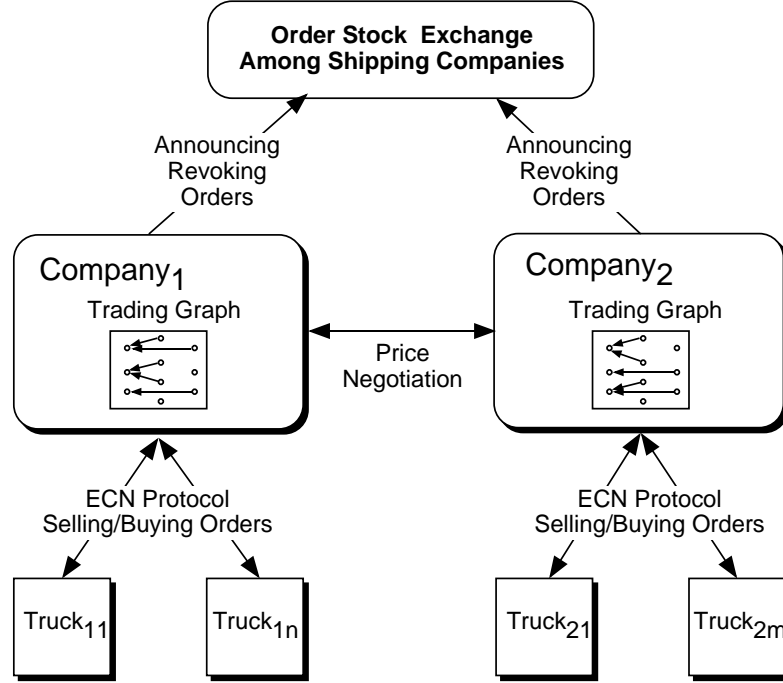 Order Stock Exchange
Among Shipping Companies
Announcing
Revoking
Orders
Announcing
Revoking
Orders
Company1
Trading Graph
Company2
Trading Graph
Price
Negotiation
ECN Protocol
Selling/Buying Orders
ECN Protocol
Selling/Buying Orders
Truck11
Truck1n
Truck21
Truck2m